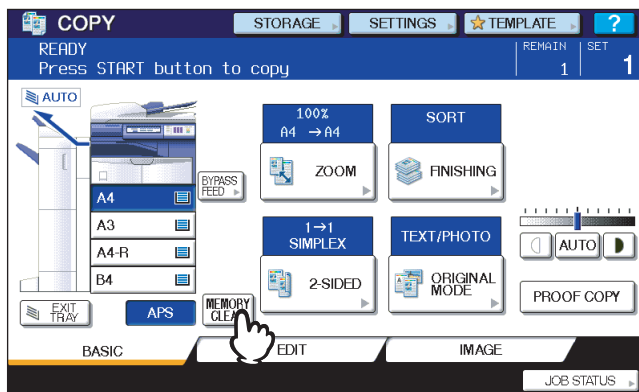 COPY
STORAGE
SETTINGS
TEMPLATE
?
READY
Press START button to copy
REMAIN
1
SET
1
AUTO
100%
A4 →A4
ZOOM
SORT
FINISHING
BYPASS
FEED
A4
A3
A4-R
B4
1→1
SIMPLEX
2-SIDED
TEXT/PHOTO
ORIGINAL
MODE
AUTO
PROOF COPY
EXIT
TRAY
APS
MEMORY
CLEA
BASIC
EDIT
IMAGE
JOB STATUS